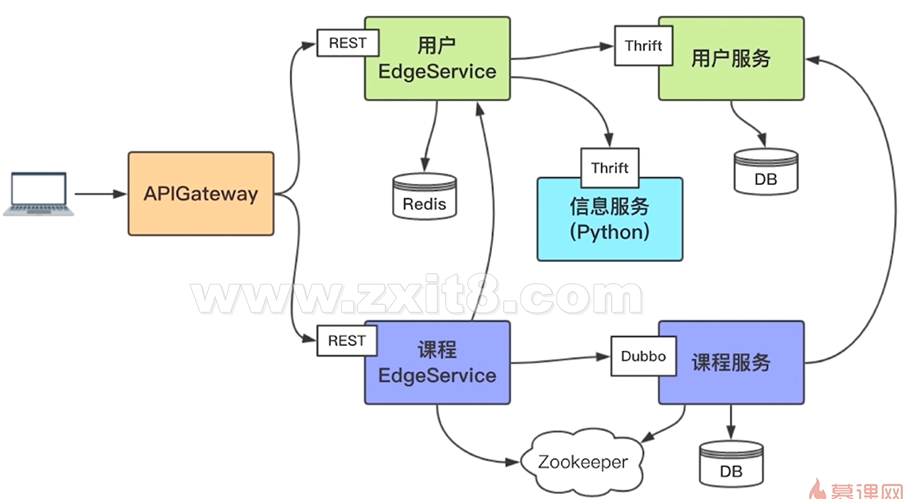 REST
用户
EdgeService
Thrift
用户服务
Thrift
DB
APIGateway
Redis
信息服务
(Python)
www.zxit8.com
REST
课程
EdgeService
Dubbo
课程服务
Zookeeper
DB
慕课网